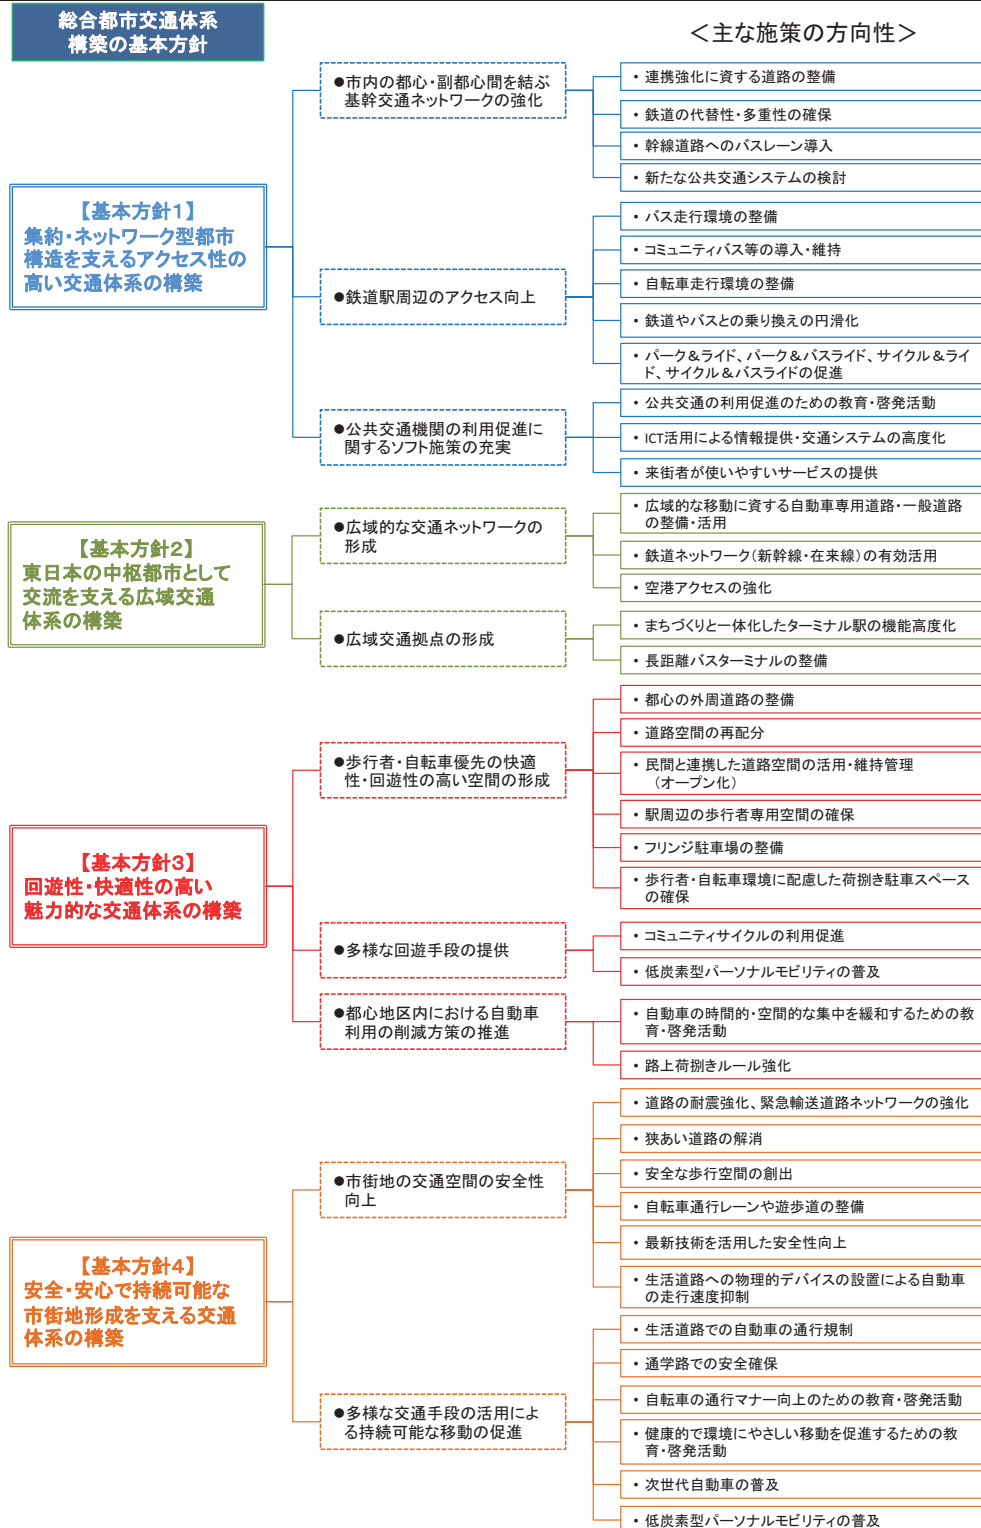 総合都市交通体系
構築の基本方針
＜主な施策の方向性＞
【基本方針1】
集約・ネットワーク型都市
構造を支えるアクセス性の
高い交通体系の構築
●市内の都心・副都心間を結ぶ
基幹交通ネットワークの強化
・連携強化に資する道路の整備
・鉄道の代替性・多重性の確保
・幹線道路へのバスレーン導入
・新たな公共交通システムの検討
●鉄道駅周辺のアクセス向上
・バス走行環境の整備
・コミュニティバス等の導入・維持
・自転車走行環境の整備
・鉄道やバスとの乗り換えの円滑化
・パーク＆ライド、パーク＆バスライド、サイクル＆ライ
ド、サイクル＆バスライドの促進
●公共交通機関の利用促進に
関するソフト施策の充実
・公共交通の利用促進のための教育・啓発活動
・ICT活用による情報提供・交通システムの高度化
・来街者が使いやすいサービスの提供
【基本方針2】
東日本の中枢都市として
交流を支える広域交通
体系の構築
●広域的な交通ネットワークの
形成
・広域的な移動に資する自動車専用道路・一般道路
の整備・活用
・鉄道ネットワーク（新幹線・在来線）の有効活用
・空港アクセスの強化
●広域交通拠点の形成
・まちづくりと一体化したターミナル駅の機能高度化
・長距離バスターミナルの整備
【基本方針3】
回遊性・快適性の高い
魅力的な交通体系の構築
●歩行者・自転車優先の快適
性・回遊性の高い空間の形成
・都心の外周道路の整備
・道路空間の再配分
・民間と連携した道路空間の活用・維持管理
（オープン化）
・駅周辺の歩行者専用空間の確保
・フリンジ駐車場の整備
・歩行者・自転車環境に配慮した荷捌き駐車スペース
の確保
●多様な回遊手段の提供
・コミュニティサイクルの利用促進
・低炭素型パーソナルモビリティの普及
●都心地区内における自動車
利用の削減方策の推進
・自動車の時間的・空間的な集中を緩和するための教
育・啓発活動
・路上荷捌きルール強化
【基本方針4】
安全・安心で持続可能な
市街地形成を支える交通
体系の構築
●市街地の交通空間の安全性
向上
・道路の耐震強化、緊急輸送道路ネットワークの強化
・狭あい道路の解消
・安全な歩行空間の創出
・自転車通行レーンや遊歩道の整備
・最新技術を活用した安全性向上
・生活道路への物理的デバイスの設置による自動車
の走行速度抑制
●多様な交通手段の活用によ
る持続可能な移動の促進
・生活道路での自動車の通行規制
・通学路での安全確保
・自転車の通行マナー向上のための教育・啓発活動
・健康的で環境にやさしい移動を促進するための教
育・啓発活動
・次世代自動車の普及
・低炭素型パーソナルモビリティの普及